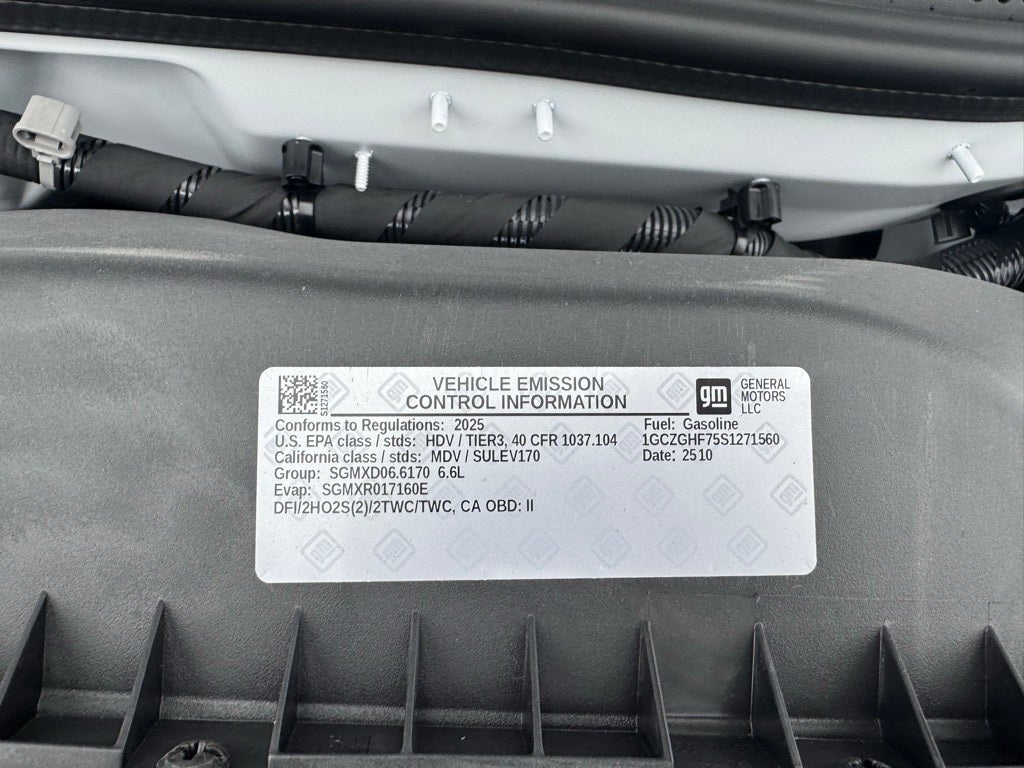 S1271560
VEHICLE EMISSION
CONTROL INFORMATION
gm
GENERAL
MOTORS
LLC
Conforms to Regulations: 2025
Fuel: Gasoline
U.S. EPA class / stds: HDV / TIER3, 40 CFR 1037.104
1GCZGHF75S1271560
California class / stds: MDV / SULEV170
Date: 2510
Group: SGMXD06.6170 6.6L
Evap: SGMXR017160E
DFI/2HO2S(2)/2TWC/TWC, CA OBD: II